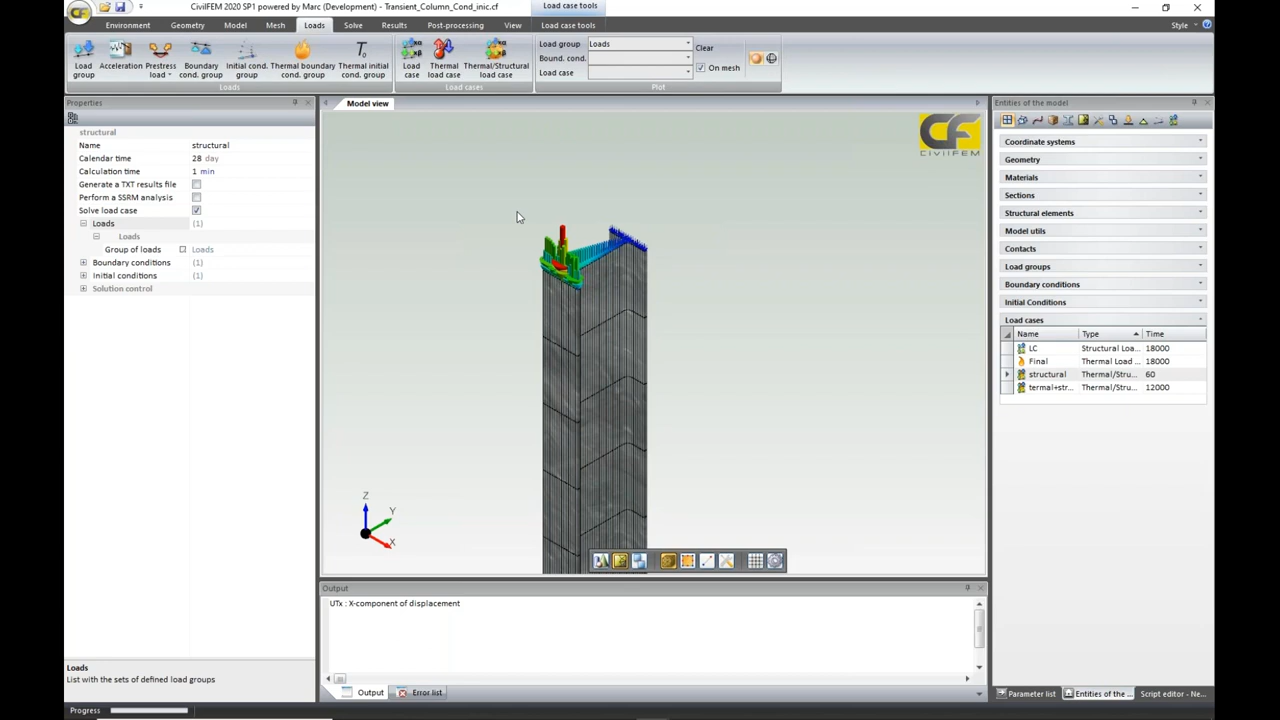 CivilFEM 2020 SP1 powered by Marc (Development) - Transient_Column_Cond_inic.cf
Load case tools
Environment
Geometry
Model
Mesh
Loads
Solve
Results
Post-processing
View
Load case tools
Style
Load group
Acceleration
Prestress load
Boundary cond. group
Initial cond. group
Thermal boundary cond. group
Thermal initial cond. group
Load case
Thermal load case
Thermal/Structural load case
Load group
Loads
Clear
Bound. cond.
On mesh
Load case
Loads
Load cases
Plot
Properties
Model view
Entities of the model
structural
Name structural
Calendar time 28 day
Calculation time 1 min
Generate a TXT results file
Perform a SSRM analysis
Solve load case
Loads (1)
Loads
Group of loads Loads
Boundary conditions (1)
Initial conditions (1)
Solution control
CF
CIVILFEM
Z
Y
X
Coordinate systems
Geometry
Materials
Sections
Structural elements
Model utils
Contacts
Load groups
Boundary conditions
Initial Conditions
Load cases
Name Type Time
LC Structural Loa... 18000
Final Thermal Load ... 18000
structural Thermal/Stru... 60
termal+str... Thermal/Stru... 12000
Output
UTx : X-component of displacement
Loads
List with the sets of defined load groups
Output
Error list
Parameter list
Entities of the...
Script editor - Ne...
Progress